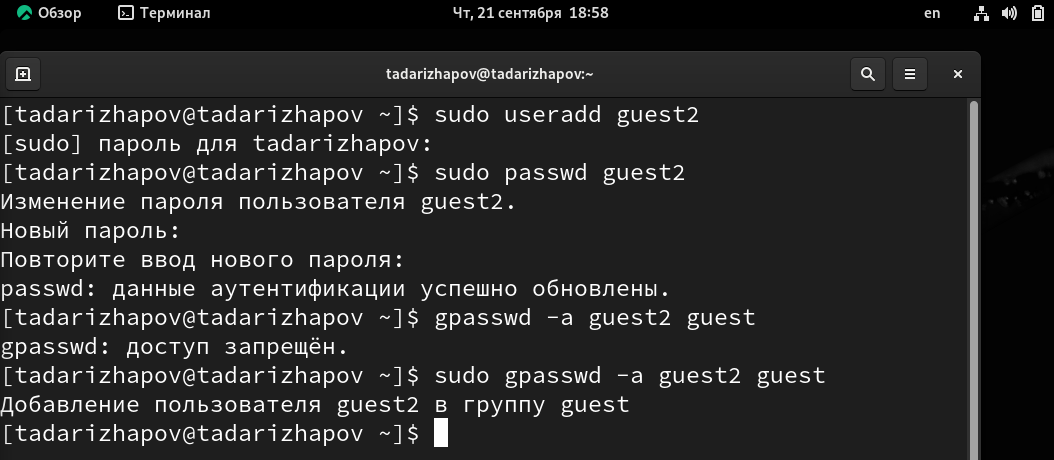 Обзор Терминал Чт, 21 сентября 18:58 en
tadarizhapov@tadarizhapov:~
[tadarizhapov@tadarizhapov ~]$ sudo useradd guest2
[sudo] пароль для tadarizhapov:
[tadarizhapov@tadarizhapov ~]$ sudo passwd guest2
Изменение пароля пользователя guest2.
Новый пароль:
Повторите ввод нового пароля:
passwd: данные аутентификации успешно обновлены.
[tadarizhapov@tadarizhapov ~]$ gpasswd -a guest2 guest
gpasswd: доступ запрещён.
[tadarizhapov@tadarizhapov ~]$ sudo gpasswd -a guest2 guest
Добавление пользователя guest2 в группу guest
[tadarizhapov@tadarizhapov ~]$